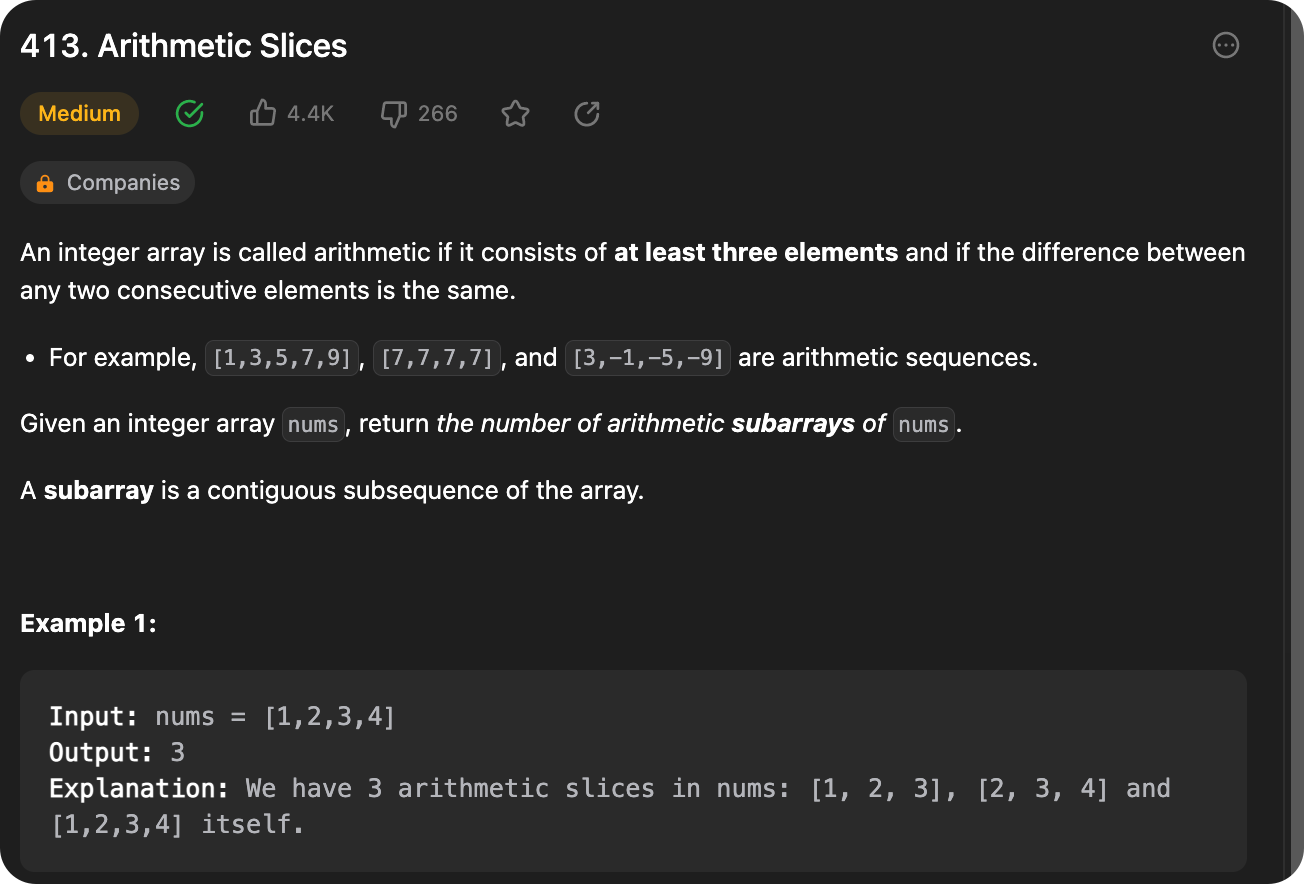 413. Arithmetic Slices
Medium 4.4K 266
Companies
An integer array is called arithmetic if it consists of at least three elements and if the difference between
any two consecutive elements is the same.
• For example, [1,3,5,7,9], [7,7,7,7], and [3,-1,-5,-9] are arithmetic sequences.
Given an integer array nums, return the number of arithmetic subarrays of nums.
A subarray is a contiguous subsequence of the array.
Example 1:
Input: nums = [1,2,3,4]
Output: 3
Explanation: We have 3 arithmetic slices in nums: [1, 2, 3], [2, 3, 4] and
[1,2,3,4] itself.